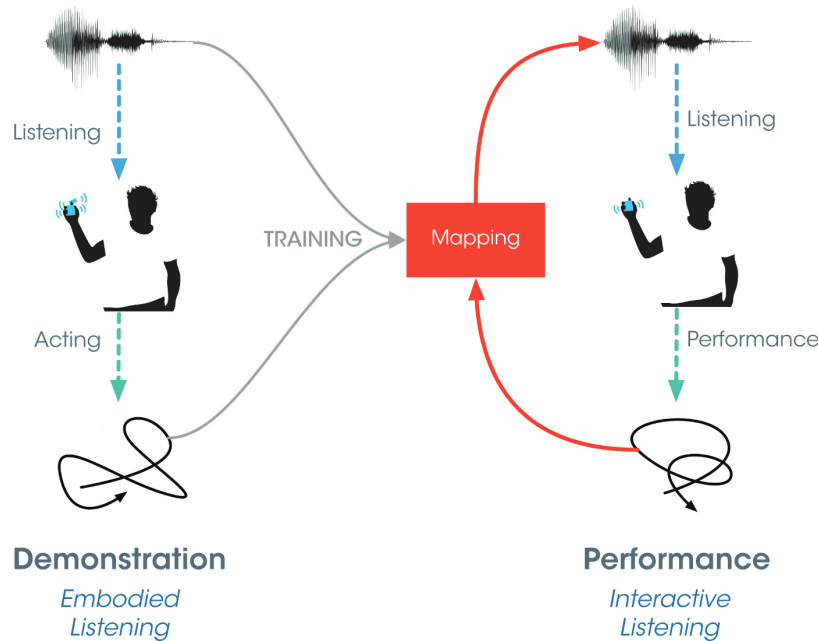 Listening
Listening
TRAINING
Mapping
Acting
Performance
Demonstration
Embodied
Listening
Performance
Interactive
Listening